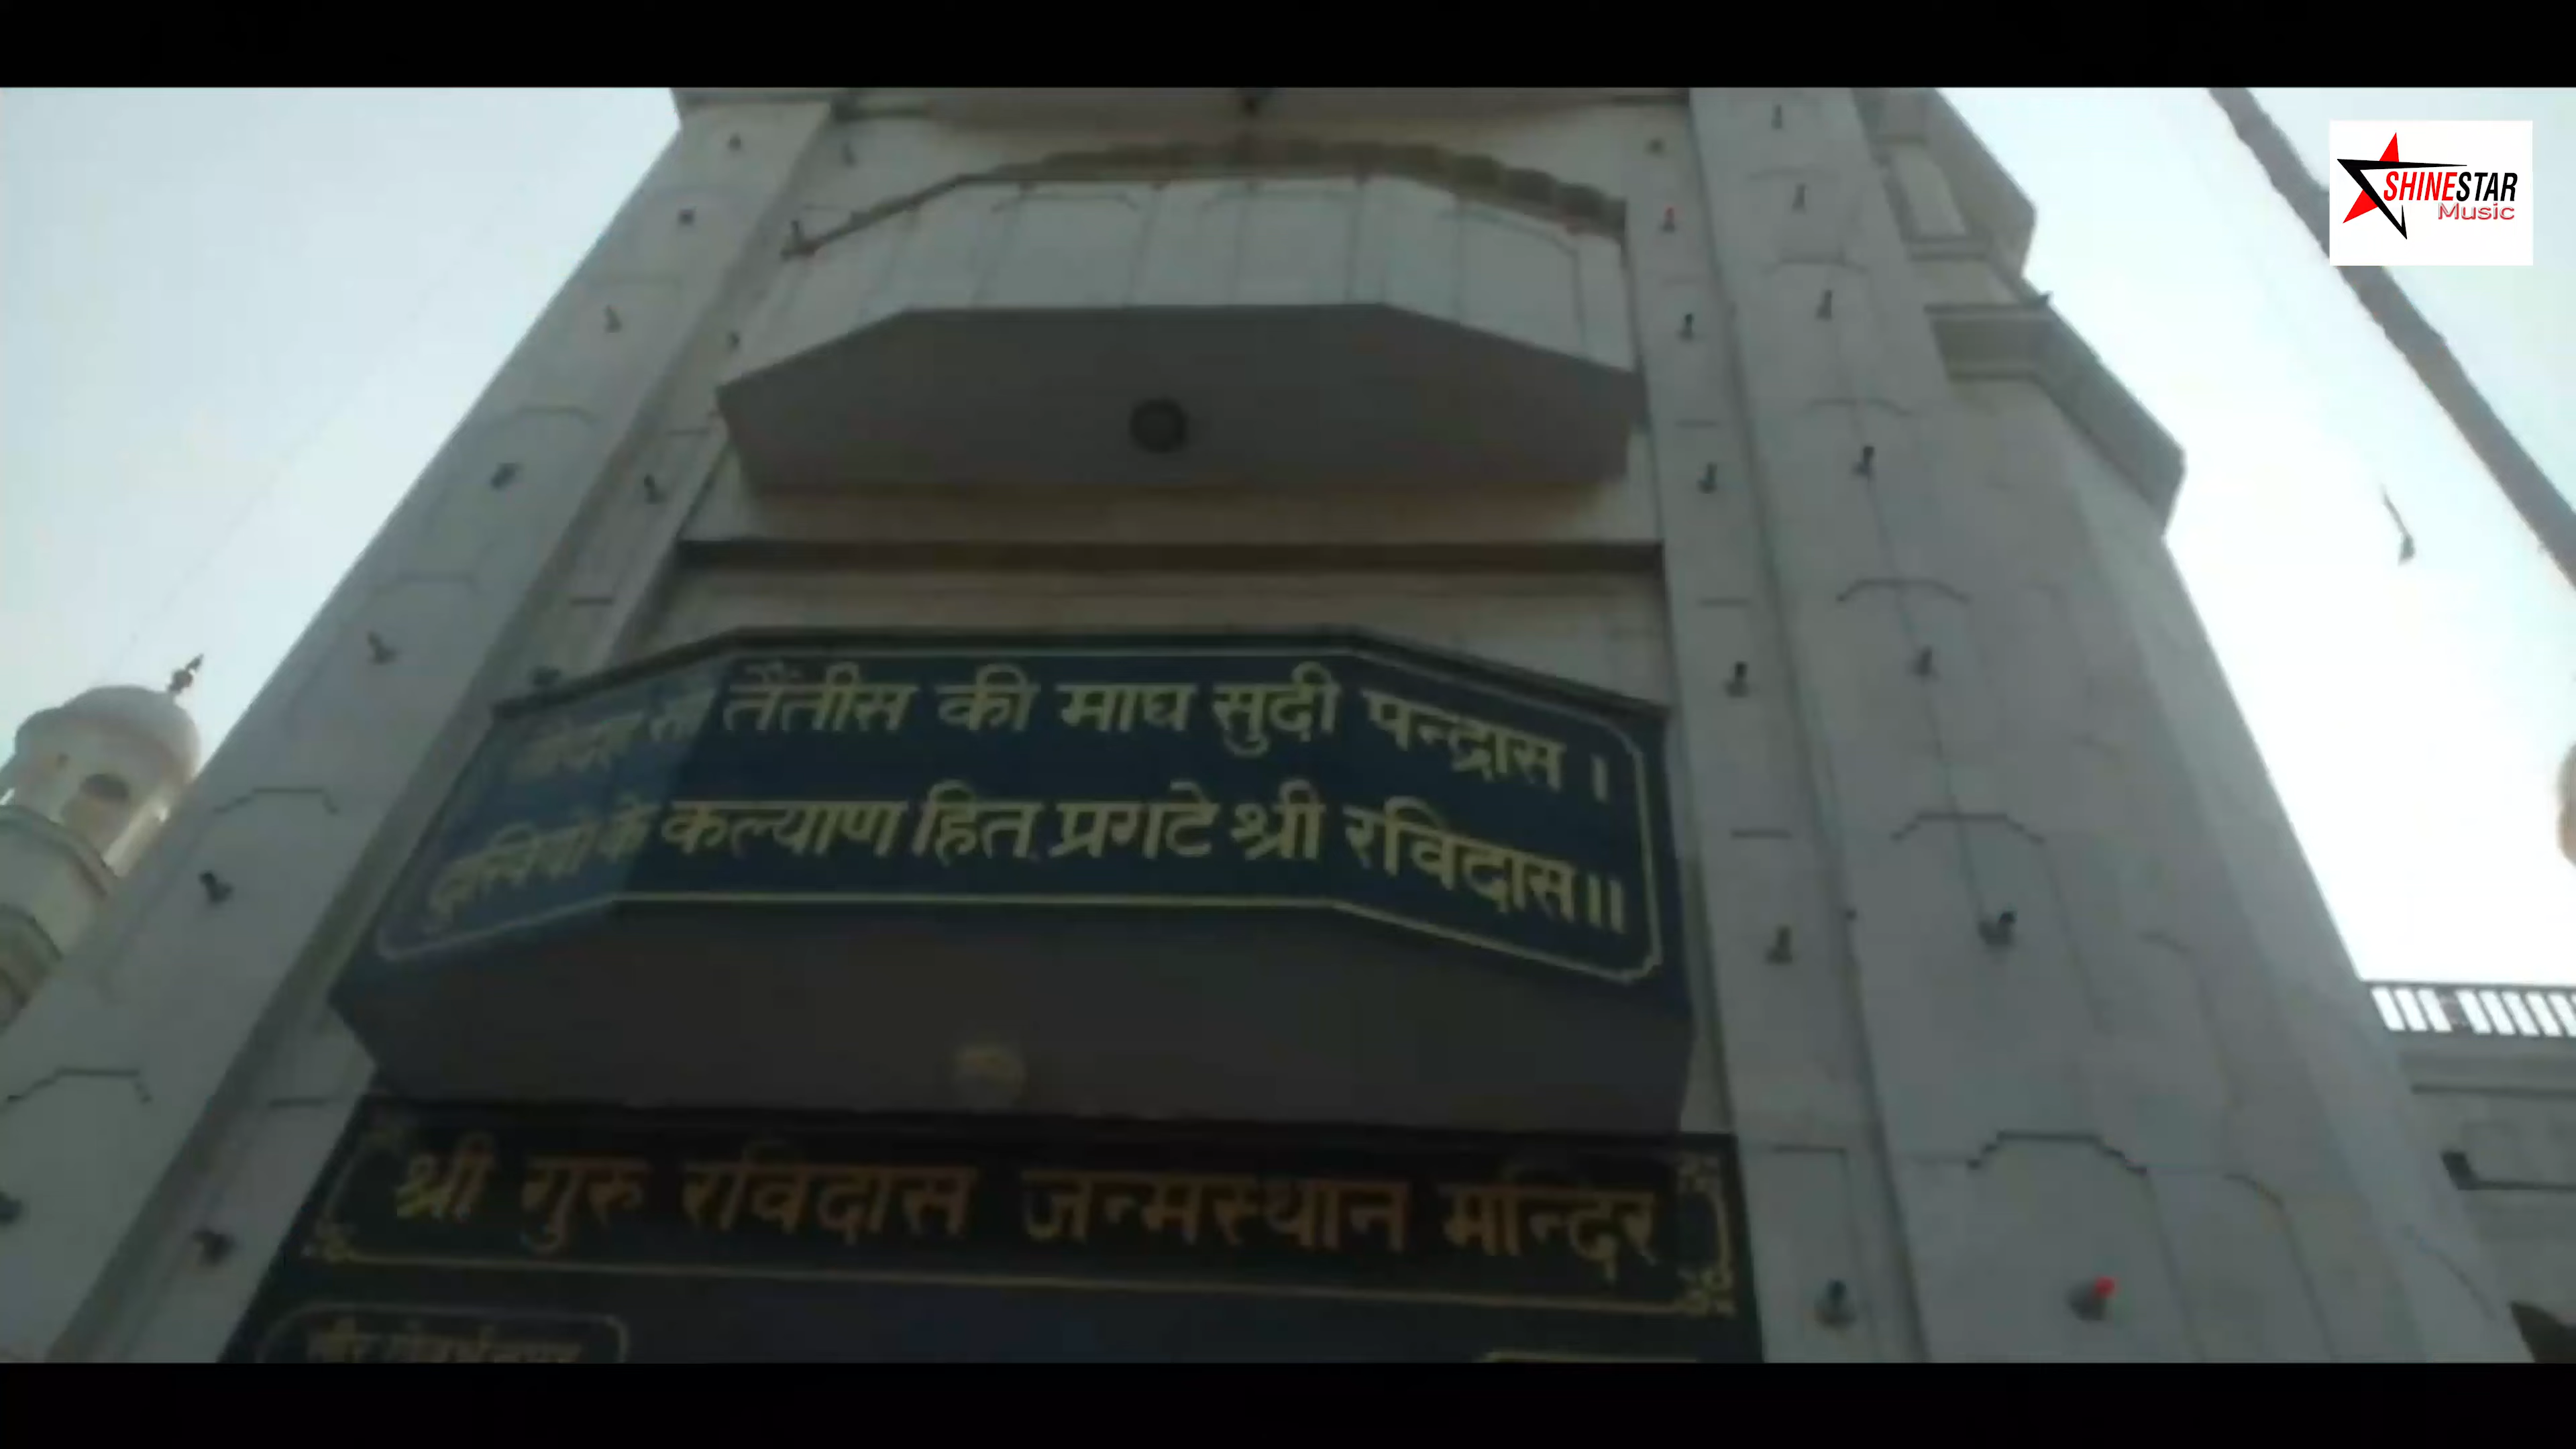 SHINESTAR
Music
तैंतीस की माघ सुदी पन्द्रास ।
के कल्याण हित प्रगटे श्री रविदास॥
श्री गुरु रविदास जन्मस्थान मन्दिर